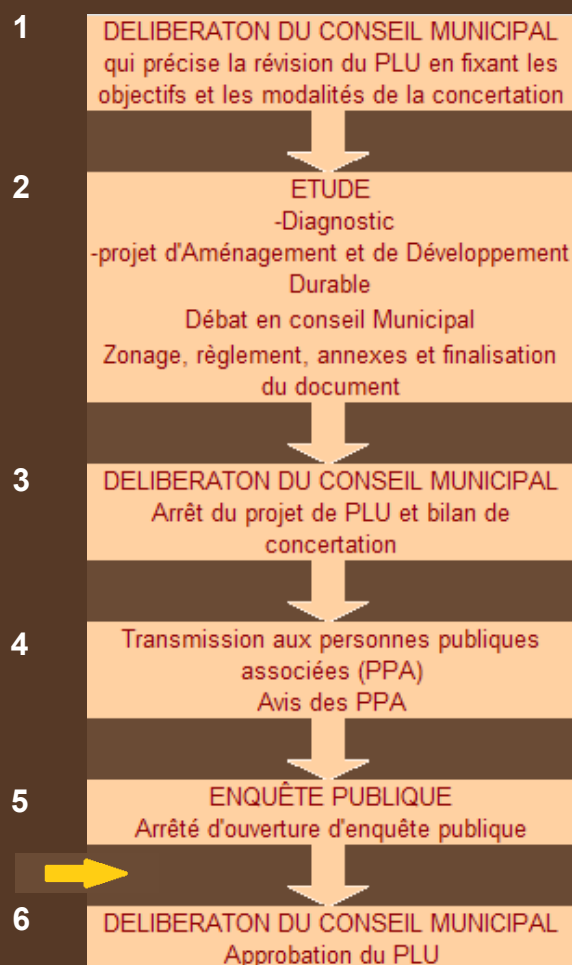 1
DELIBERATON DU CONSEIL MUNICIPAL
qui précise la révision du PLU en fixant les
objectifs et les modalités de la concertation
2
ETUDE
-Diagnostic
-projet d'Aménagement et de Développement
Durable
Débat en conseil Municipal
Zonage, règlement, annexes et finalisation
du document
3
DELIBERATON DU CONSEIL MUNICIPAL
Arrêt du projet de PLU et bilan de
concertation
4
Transmission aux personnes publiques
associées (PPA)
Avis des PPA
5
ENQUÊTE PUBLIQUE
Arrêté d'ouverture d'enquête publique
6
DELIBERATON DU CONSEIL MUNICIPAL
Approbation du PLU